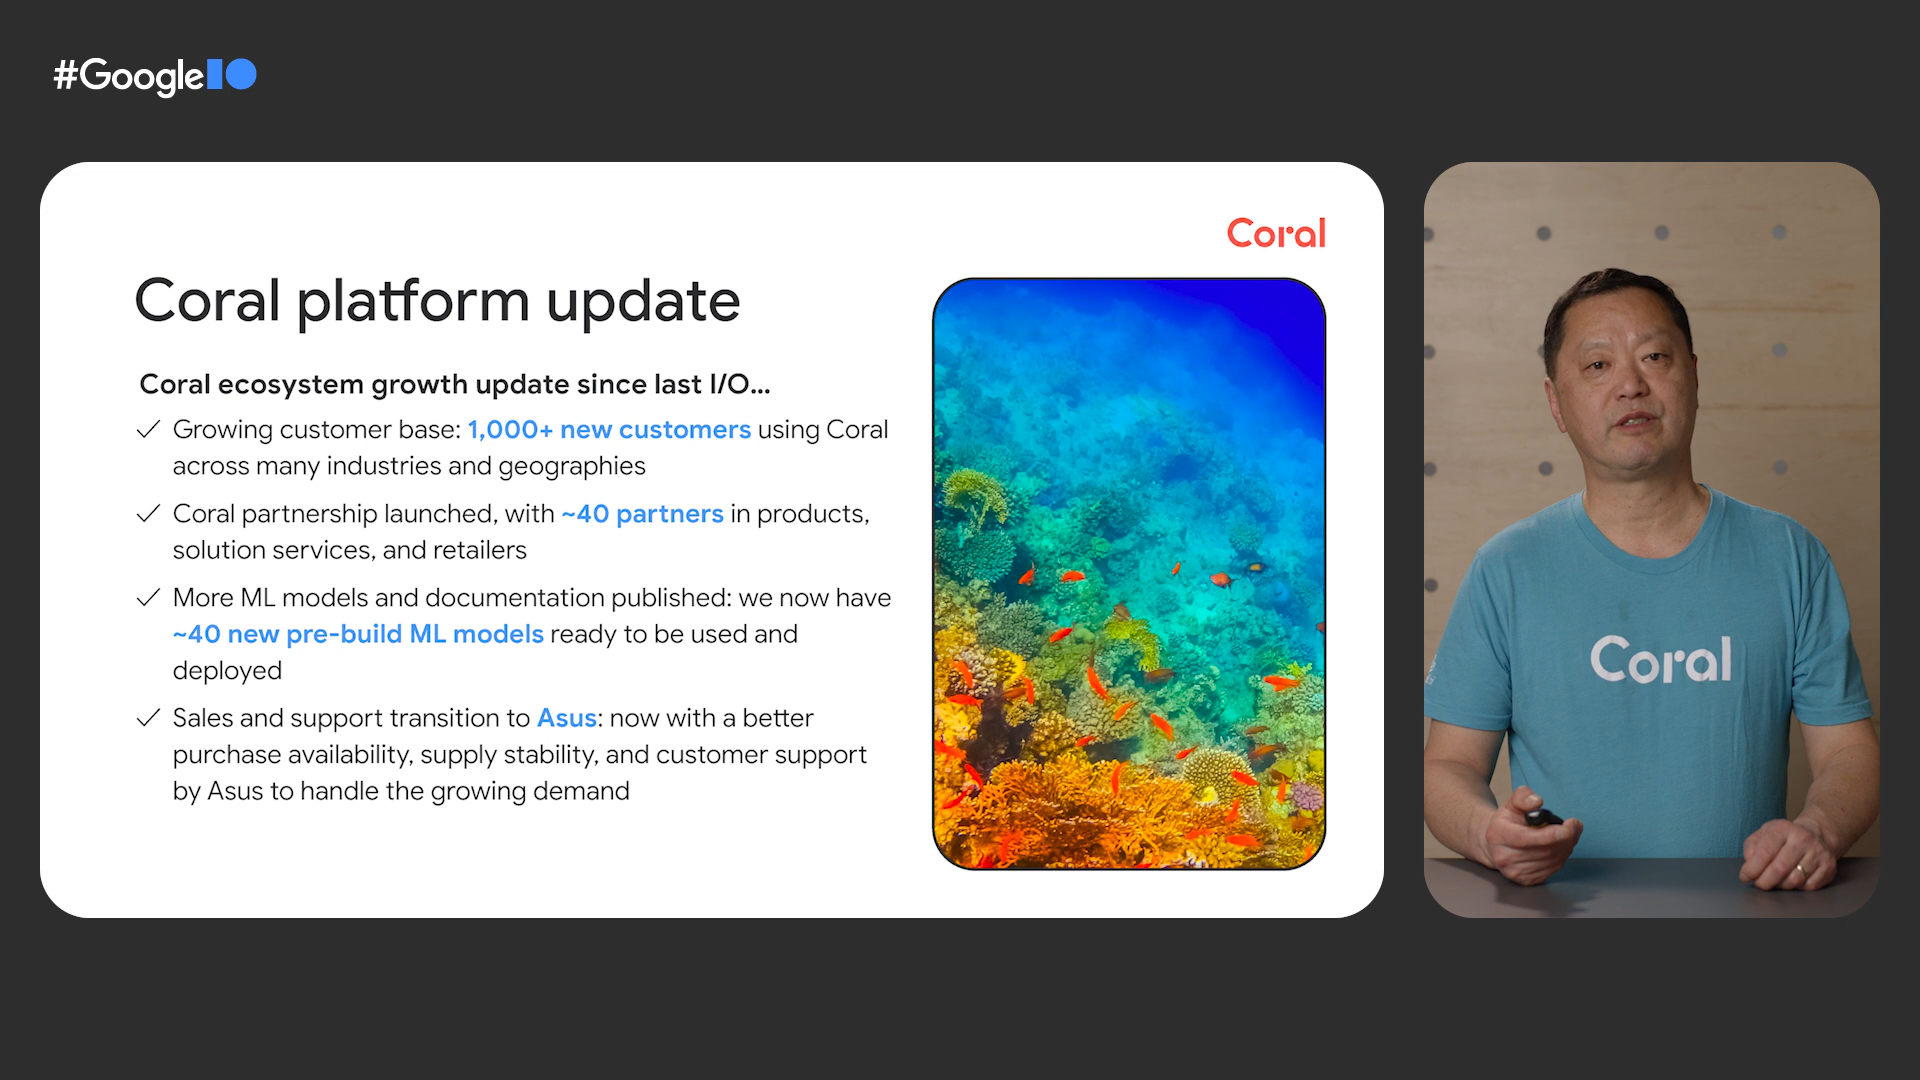 #GoogleIO
Coral
Coral platform update
Coral ecosystem growth update since last I/O...
Growing customer base: 1,000+ new customers using Coral
across many industries and geographies
Coral partnership launched, with ~40 partners in products,
solution services, and retailers
More ML models and documentation published: we now have
~40 new pre-build ML models ready to be used and
deployed
Sales and support transition to Asus: now with a better
purchase availability, supply stability, and customer support
by Asus to handle the growing demand
Coral